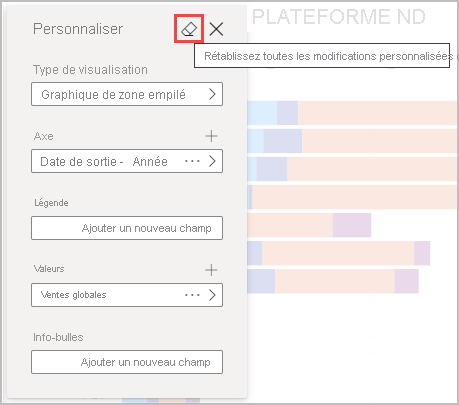 PLATEFORME ND
Personnaliser
Rétablissez toutes les modifications personnalisées
Type de visualisation
Graphique de zone empilé
Axe
Date de sortie - Année
Légende
Ajouter un nouveau champ
Valeurs
Ventes globales
Info-bulles
Ajouter un nouveau champ